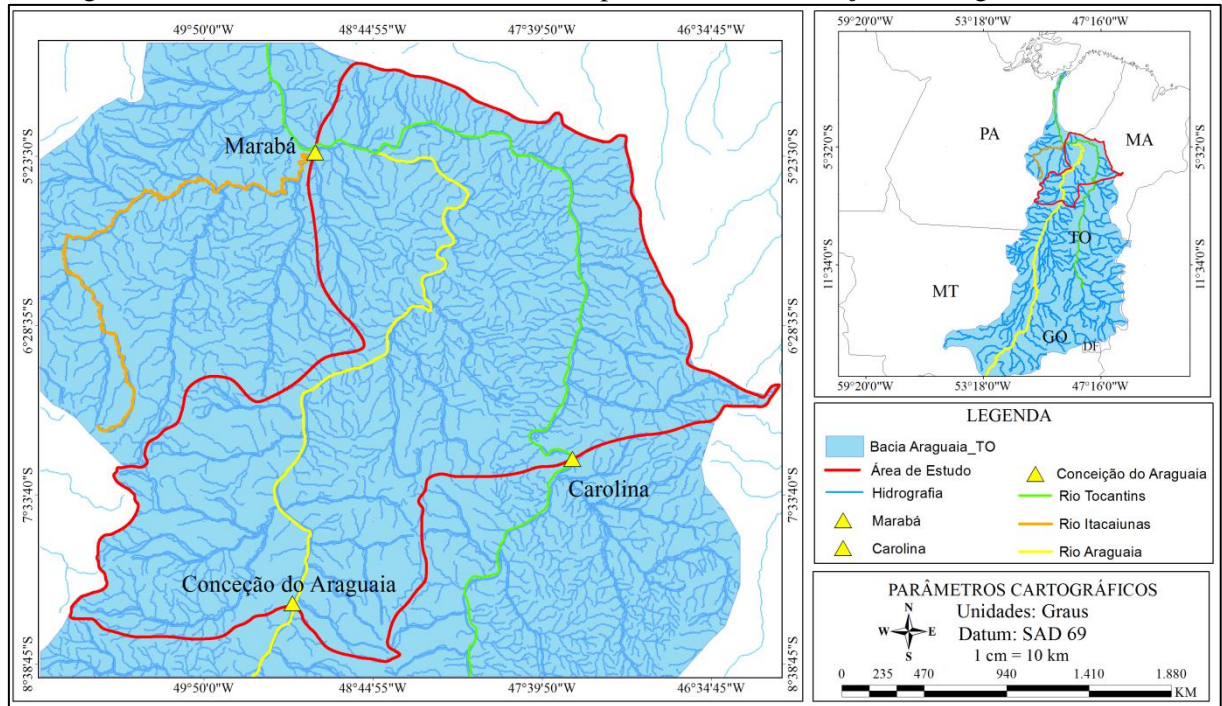 49°50'0"W 48°44'55"W 47°39'50"W 46°34'45"W
5°23'30"S 6°28'35"S 7°33'40"S 8°38'45"S
Marabá
Carolina
Conceção do Araguaia
5°23'30"S 6°28'35"S 7°33'40"S 8°38'45"S
49°50'0"W 48°44'55"W 47°39'50"W 46°34'45"W
59°20'0"W 53°18'0"W 47°16'0"W
5°32'0"S 11°34'0"S
PA
MA
TO
MT
GO
DF
5°32'0"S 11°34'0"S
59°20'0"W 53°18'0"W 47°16'0"W
LEGENDA
Bacia Araguaia_TO
Área de Estudo
Hidrografia
Marabá
Carolina
Conceição do Araguaia
Rio Tocantins
Rio Itacaiunas
Rio Araguaia
PARÂMETROS CARTOGRÁFICOS
N
W E
S
Unidades: Graus
Datum: SAD 69
1 cm = 10 km
0 235 470 940 1.410 1.880
KM